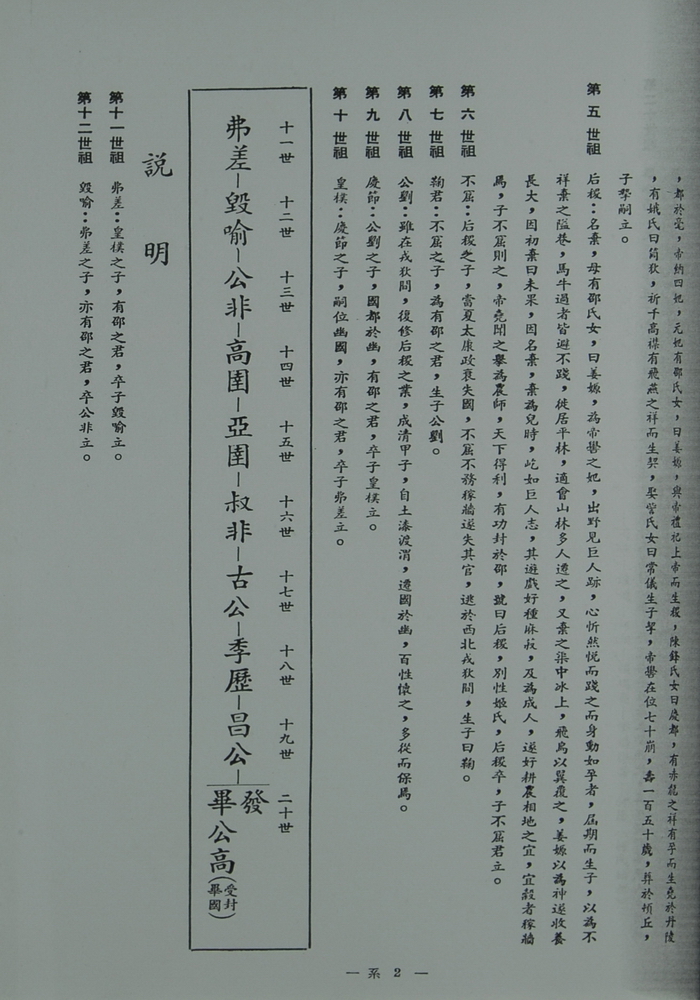 ，都於亳，帝納四妃，元妃有邵氏女，曰姜嫄，與帝禮祀上帝而生稷，陳鋒氏女曰慶都，有赤龍之祥有孕而生堯於丹陵
，有娀氏曰簡狄，祈于高禖有飛燕之祥而生契，娶訾氏女曰常儀生子摯，帝嚳在位七十崩，壽一百五十歲，葬於頓丘，
子摯嗣立。
第五世祖　后稷：名棄，母有邵氏女，曰姜嫄，為帝嚳之妃，出野見巨人跡，心忻然悅而踐之而身動如孕者，屆期而生子，以為不
祥棄之隘巷，馬牛過者皆避不踐，徙居平林，適會山林多人遷之，又棄之渠中冰上，飛鳥以翼覆之，姜嫄以為神遂收養
長大，因初棄曰未果，因名棄，棄為兒時，屹如巨人志，其遊戲好種麻菽，及為成人，遂好耕農相地之宜，宜穀者稼穡
焉，子不窋則之，帝堯聞之舉為農師，天下得利，有功封於邵，號曰后稷，別性姬氏，后稷卒，子不窋君立。
第六世祖　不窋：后稷之子，當夏太康政衰失國，不窋不務稼穡遂失其官，逃於西北戎狄間，生子曰鞠。
第七世祖　鞠君：不窋之子，為有邵之君，生子公劉。
第八世祖　公劉：雖在戎狄間，復修后稷之業，成清甲子，自土漆渡渭，遷國於豳，百性懷之，多從而保焉。
第九世祖　慶節：公劉之子，國都於豳，有邵之君，卒子皇樸立。
第十世祖　皇樸：慶節之子，嗣位豳國，亦有邵之君，卒子弗差立。
十一世　十二世　十三世　十四世　十五世　十六世　十七世　十八世　十九世　二十世
弗差－毀喻－公非－高圉－亞圉－叔非－古公－季歷－昌公－
發
畢公高（受封畢國）
說明
第十一世祖　弗差：皇樸之子，有邵之君，卒子毀喻立。
第十二世祖　毀喻：弗差之子，亦有邵之君，卒公非立。
— 系 2 —